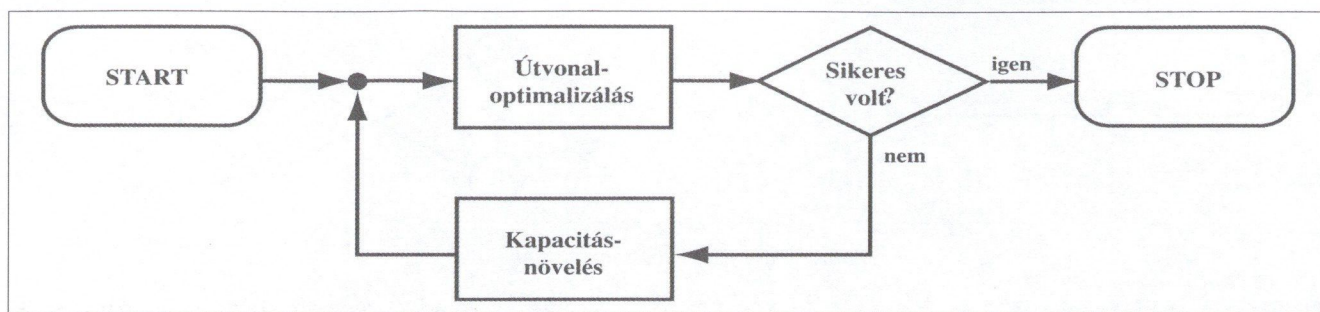 START
Útvonal-
optimalizálás
Sikeres
volt?
igen
STOP
nem
Kapacitás-
növelés